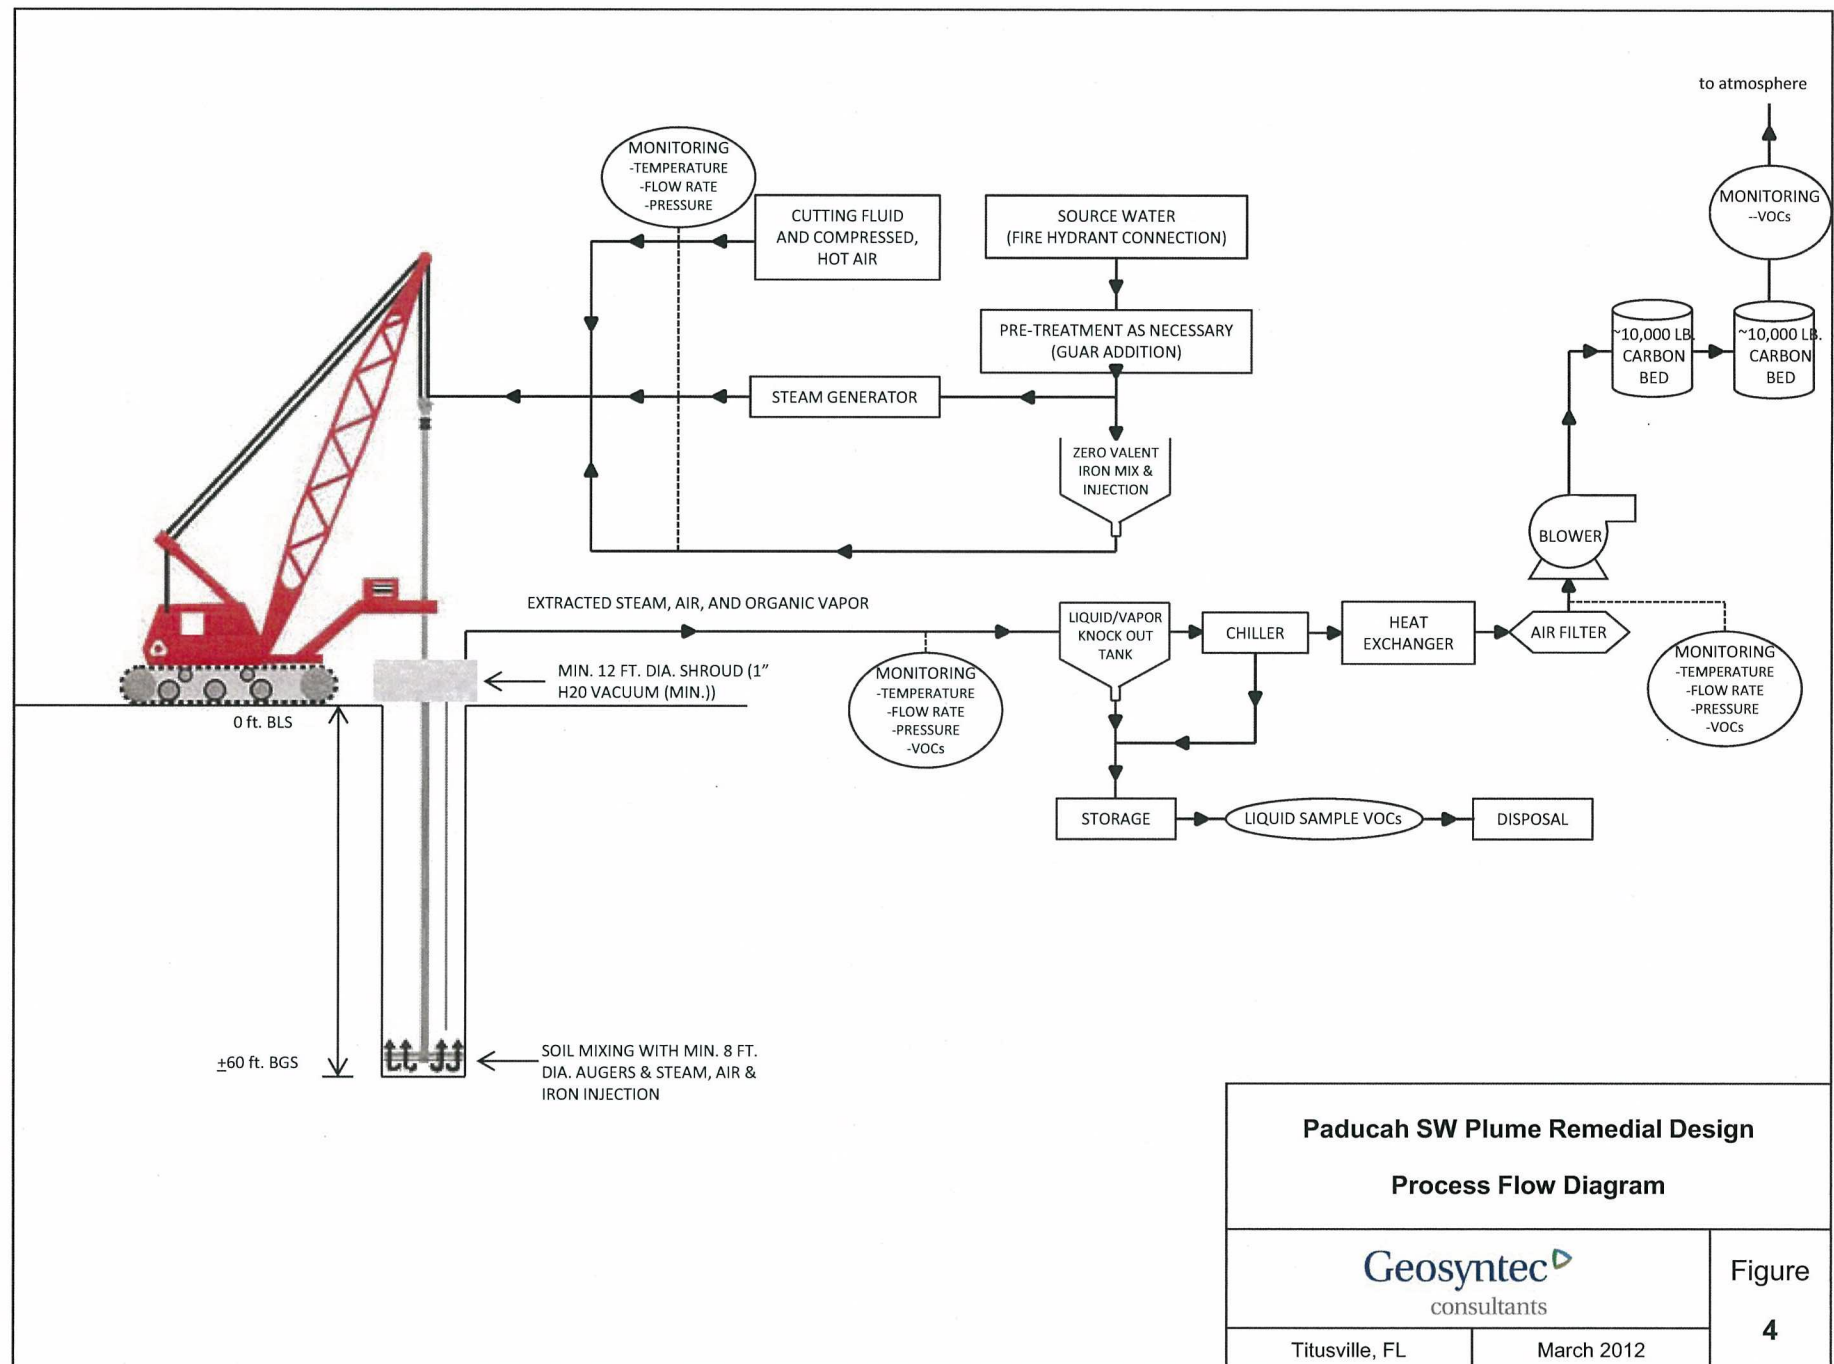 to atmosphere
MONITORING
-TEMPERATURE
-FLOW RATE
-PRESSURE
CUTTING FLUID
AND COMPRESSED,
HOT AIR
SOURCE WATER
(FIRE HYDRANT CONNECTION)
MONITORING
--VOCs
PRE-TREATMENT AS NECESSARY
(GUAR ADDITION)
~10,000 LB.
CARBON
BED
~10,000 LB.
CARBON
BED
STEAM GENERATOR
ZERO VALENT
IRON MIX &
INJECTION
BLOWER
EXTRACTED STEAM, AIR, AND ORGANIC VAPOR
LIQUID/VAPOR
KNOCK OUT
TANK
CHILLER
HEAT
EXCHANGER
AIR FILTER
MIN. 12 FT. DIA. SHROUD (1”
H20 VACUUM (MIN.))
MONITORING
-TEMPERATURE
-FLOW RATE
-PRESSURE
-VOCs
MONITORING
-TEMPERATURE
-FLOW RATE
-PRESSURE
-VOCs
0 ft. BLS
STORAGE
LIQUID SAMPLE VOCs
DISPOSAL
±60 ft. BGS
SOIL MIXING WITH MIN. 8 FT.
DIA. AUGERS & STEAM, AIR &
IRON INJECTION
Paducah SW Plume Remedial Design
Process Flow Diagram
Geosyntec
consultants
Figure
4
Titusville, FL
March 2012